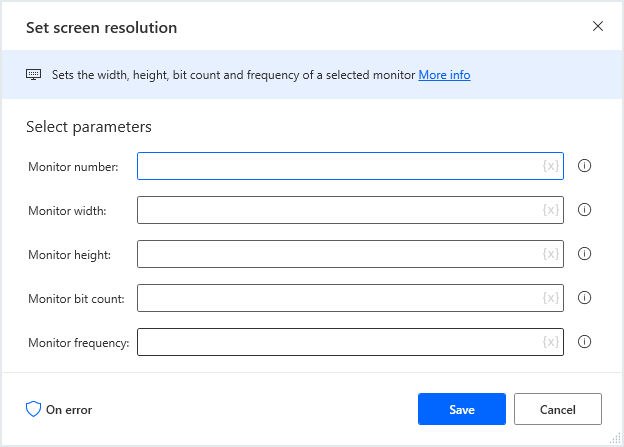 Set screen resolution
Sets the width, height, bit count and frequency of a selected monitor More info
Select parameters
Monitor number: {x}
Monitor width: {x}
Monitor height: {x}
Monitor bit count: {x}
Monitor frequency: {x}
On error Save Cancel